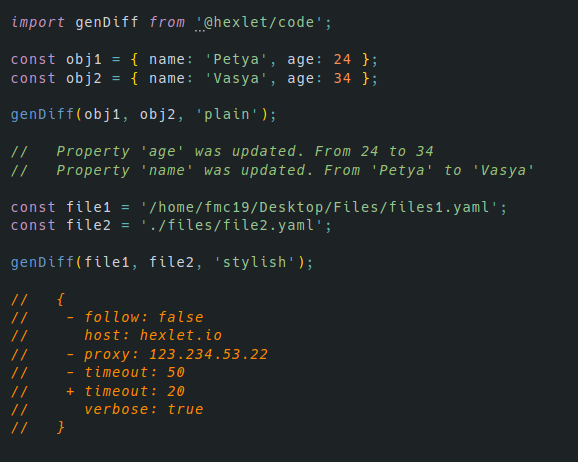 import genDiff from '@hexlet/code';
const obj1 = { name: 'Petya', age: 24 };
const obj2 = { name: 'Vasya', age: 34 };
genDiff(obj1, obj2, 'plain');
//   Property 'age' was updated. From 24 to 34
//   Property 'name' was updated. From 'Petya' to 'Vasya'
const file1 = '/home/fmc19/Desktop/Files/files1.yaml';
const file2 = './files/file2.yaml';
genDiff(file1, file2, 'stylish');
//   {
//    - follow: false
//      host: hexlet.io
//    - proxy: 123.234.53.22
//    - timeout: 50
//    + timeout: 20
//      verbose: true
//   }